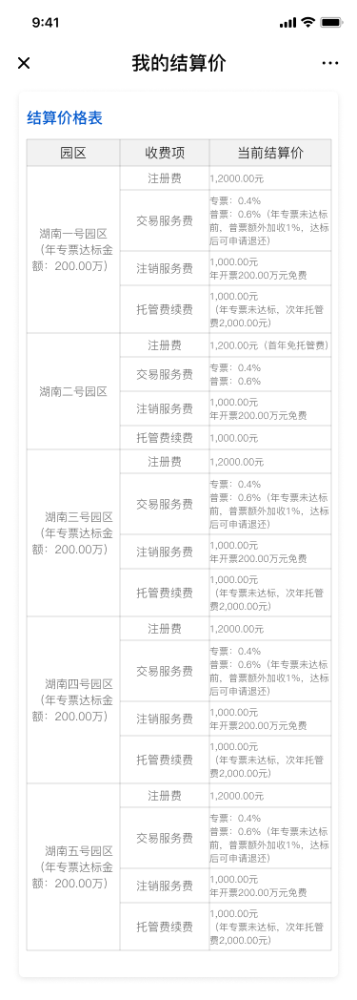 9:41
我的结算价
结算价格表
园区 收费项 当前结算价
湖南一号园区
（年专票达标金
额：200.00万）
注册费
1,2000.00元
交易服务费
专票：0.4%
普票：0.6%（年专票未达标
前，普票额外加收1%，达标
后可申请退还）
注销服务费
1,000.00元
年开票200.00万元免费
托管费续费
1,000.00元
（年专票未达标、次年托管
费2,000.00元）
湖南二号园区
注册费
1,200.00元（首年免托管费）
交易服务费
专票：0.4%
普票：0.6%
注销服务费
1,000.00元
年开票200.00万元免费
托管费续费
1,000.00元
湖南三号园区
（年专票达标金
额：200.00万）
注册费
1,2000.00元
交易服务费
专票：0.4%
普票：0.6%（年专票未达标
前，普票额外加收1%，达标
后可申请退还）
注销服务费
1,000.00元
年开票200.00万元免费
托管费续费
1,000.00元
（年专票未达标、次年托管
费2,000.00元）
湖南四号园区
（年专票达标金
额：200.00万）
注册费
1,2000.00元
交易服务费
专票：0.4%
普票：0.6%（年专票未达标
前，普票额外加收1%，达标
后可申请退还）
注销服务费
1,000.00元
年开票200.00万元免费
托管费续费
1,000.00元
（年专票未达标、次年托管
费2,000.00元）
湖南五号园区
（年专票达标金
额：200.00万）
注册费
1,2000.00元
交易服务费
专票：0.4%
普票：0.6%（年专票未达标
前，普票额外加收1%，达标
后可申请退还）
注销服务费
1,000.00元
年开票200.00万元免费
托管费续费
1,000.00元
（年专票未达标、次年托管
费2,000.00元）